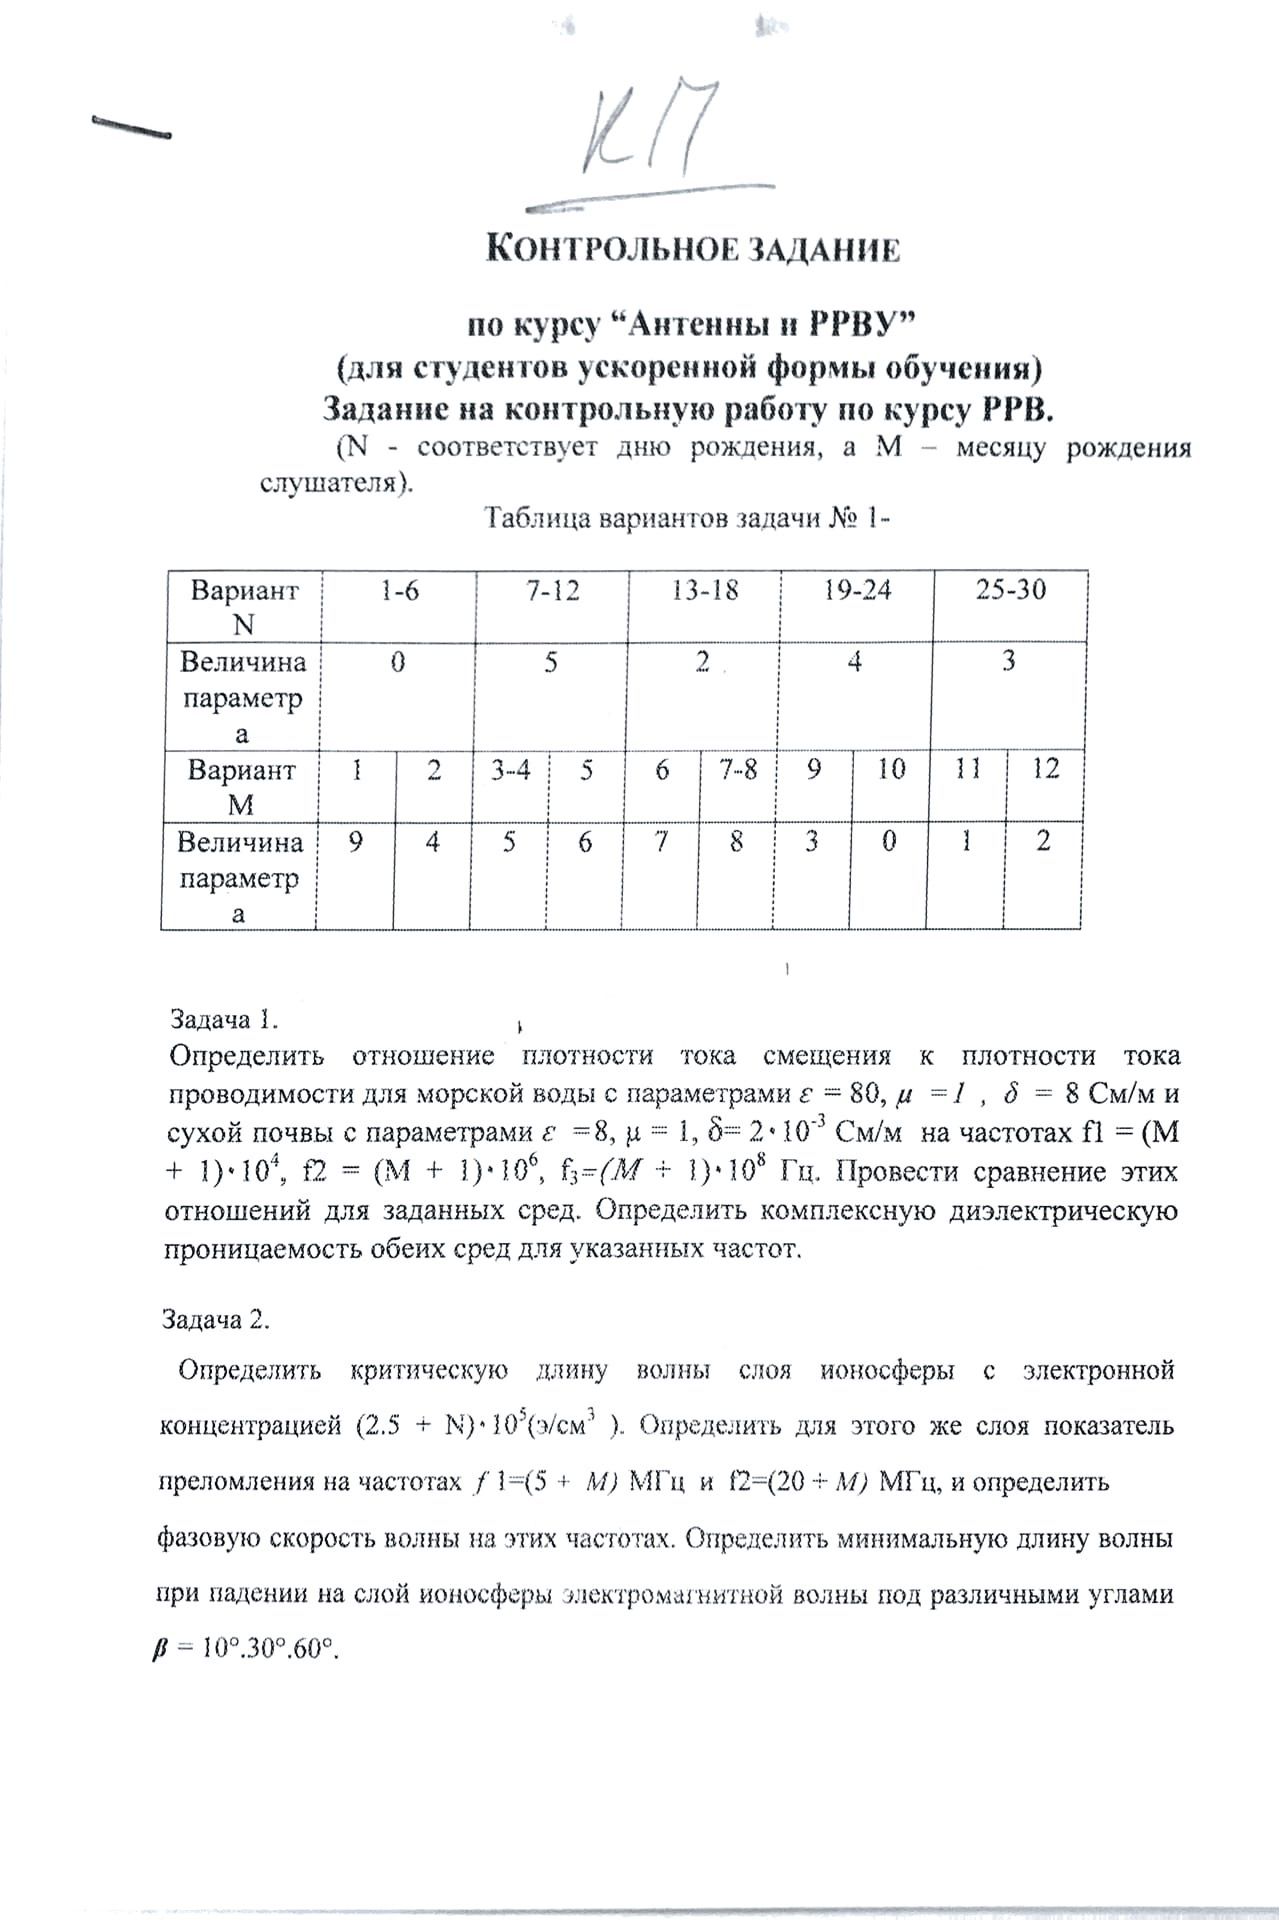 КП
КОНТРОЛЬНОЕ ЗАДАНИЕ
по курсу “Антенны и РРВУ”
(для студентов ускоренной формы обучения)
Задание на контрольную работу по курсу РРВ.
(N - соответствует дню рождения, а М – месяцу рождения
слушателя).
Таблица вариантов задачи № 1-
Вариант N 1-6 7-12 13-18 19-24 25-30
Величина параметр а 0 5 2 4 3
Вариант М 1 2 3-4 5 6 7-8 9 10 11 12
Величина параметр а 9 4 5 6 7 8 3 0 1 2
Задача 1.
Определить отношение плотности тока смещения к плотности тока
проводимости для морской воды с параметрами ε = 80, μ =1 , δ = 8 См/м и
сухой почвы с параметрами ε =8, μ = 1, δ= 2·10⁻³ См/м на частотах f1 = (М
+ 1)·10⁴, f2 = (М + 1)·10⁶, f₃=(М + 1)·10⁸ Гц. Провести сравнение этих
отношений для заданных сред. Определить комплексную диэлектрическую
проницаемость обеих сред для указанных частот.
Задача 2.
Определить критическую длину волны слоя ионосферы с электронной
концентрацией (2.5 + N)·10⁵(э/см³ ). Определить для этого же слоя показатель
преломления на частотах f 1=(5 + М) МГц и f2=(20 + М) МГц, и определить
фазовую скорость волны на этих частотах. Определить минимальную длину волны
при падении на слой ионосферы электромагнитной волны под различными углами
β = 10°.30°.60°.